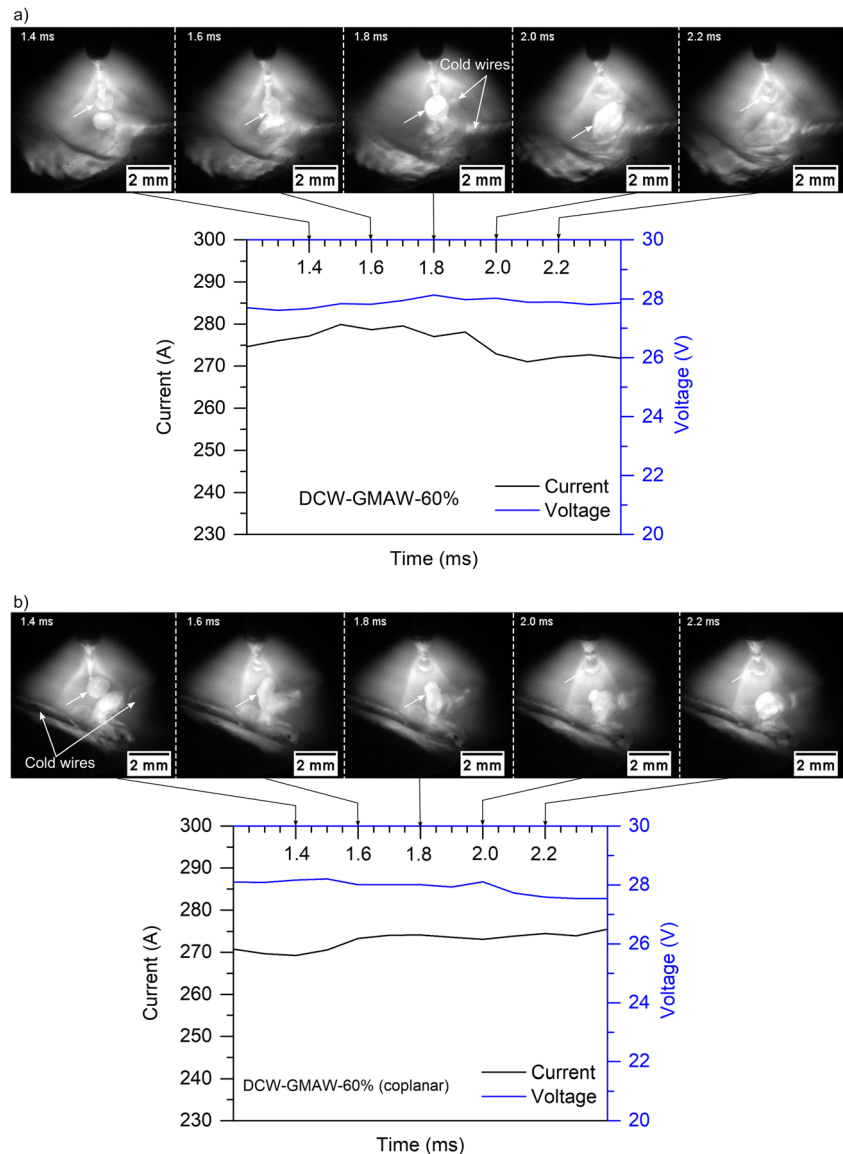 a)
1.4 ms 1.6 ms 1.8 ms 2.0 ms 2.2 ms
Cold wires
2 mm 2 mm 2 mm 2 mm 2 mm
300 30
1.4 1.6 1.8 2.0 2.2
290
28
280
270 26
260
24
250
240 22
230 20
Current (A)
Voltage (V)
DCW-GMAW-60%
Current
Voltage
Time (ms)
b)
1.4 ms 1.6 ms 1.8 ms 2.0 ms 2.2 ms
Cold wires
2 mm 2 mm 2 mm 2 mm 2 mm
300 30
1.4 1.6 1.8 2.0 2.2
290
28
280
270 26
260
24
250
240 22
230 20
Current (A)
Voltage (V)
DCW-GMAW-60% (coplanar)
Current
Voltage
Time (ms)